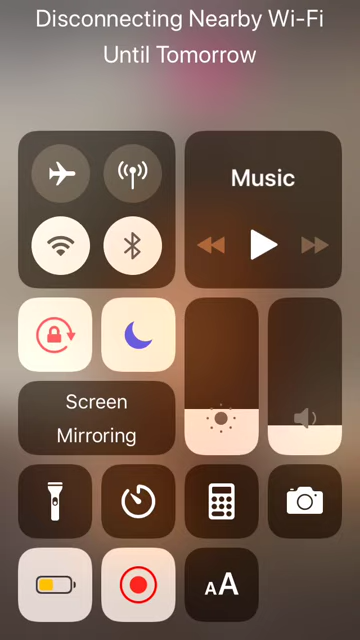 Disconnecting Nearby Wi-Fi
Until Tomorrow
Music
Screen
Mirroring
AA